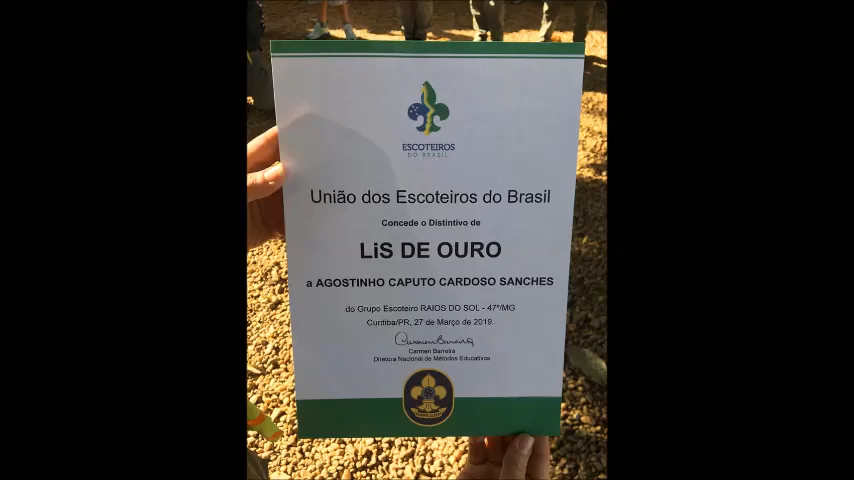 ESCOTEIROS
DO BRASIL
União dos Escoteiros do Brasil
Concede o Distintivo de
LiS DE OURO
a AGOSTINHO CAPUTO CARDOSO SANCHES
do Grupo Escoteiro RAIOS DO SOL - 47º/MG
Curitiba/PR, 27 de Março de 2019.
Carmen Barreira
Carmen Barreira
Diretora Nacional de Métodos Educativos